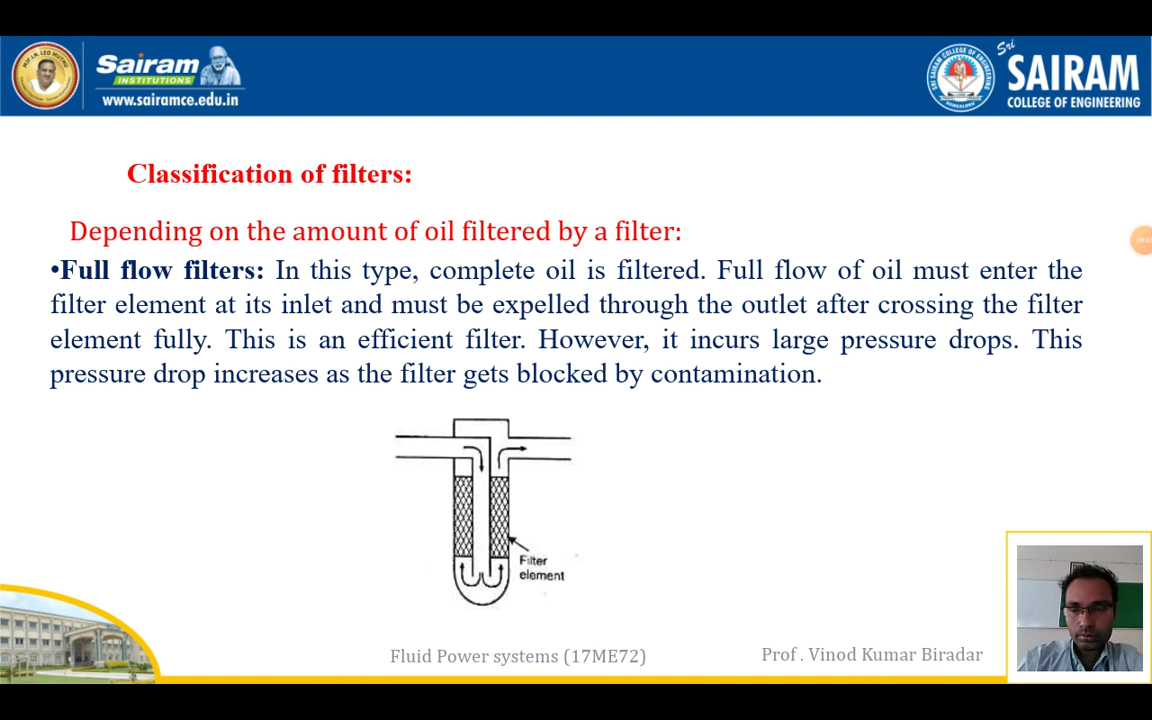 Sairam
INSTITUTIONS
www.sairamce.edu.in
Sri
SAIRAM
COLLEGE OF ENGINEERING
Classification of filters:
Depending on the amount of oil filtered by a filter:
•Full flow filters: In this type, complete oil is filtered. Full flow of oil must enter the
filter element at its inlet and must be expelled through the outlet after crossing the filter
element fully. This is an efficient filter. However, it incurs large pressure drops. This
pressure drop increases as the filter gets blocked by contamination.
Filter
element
Fluid Power systems (17ME72)
Prof . Vinod Kumar Biradar